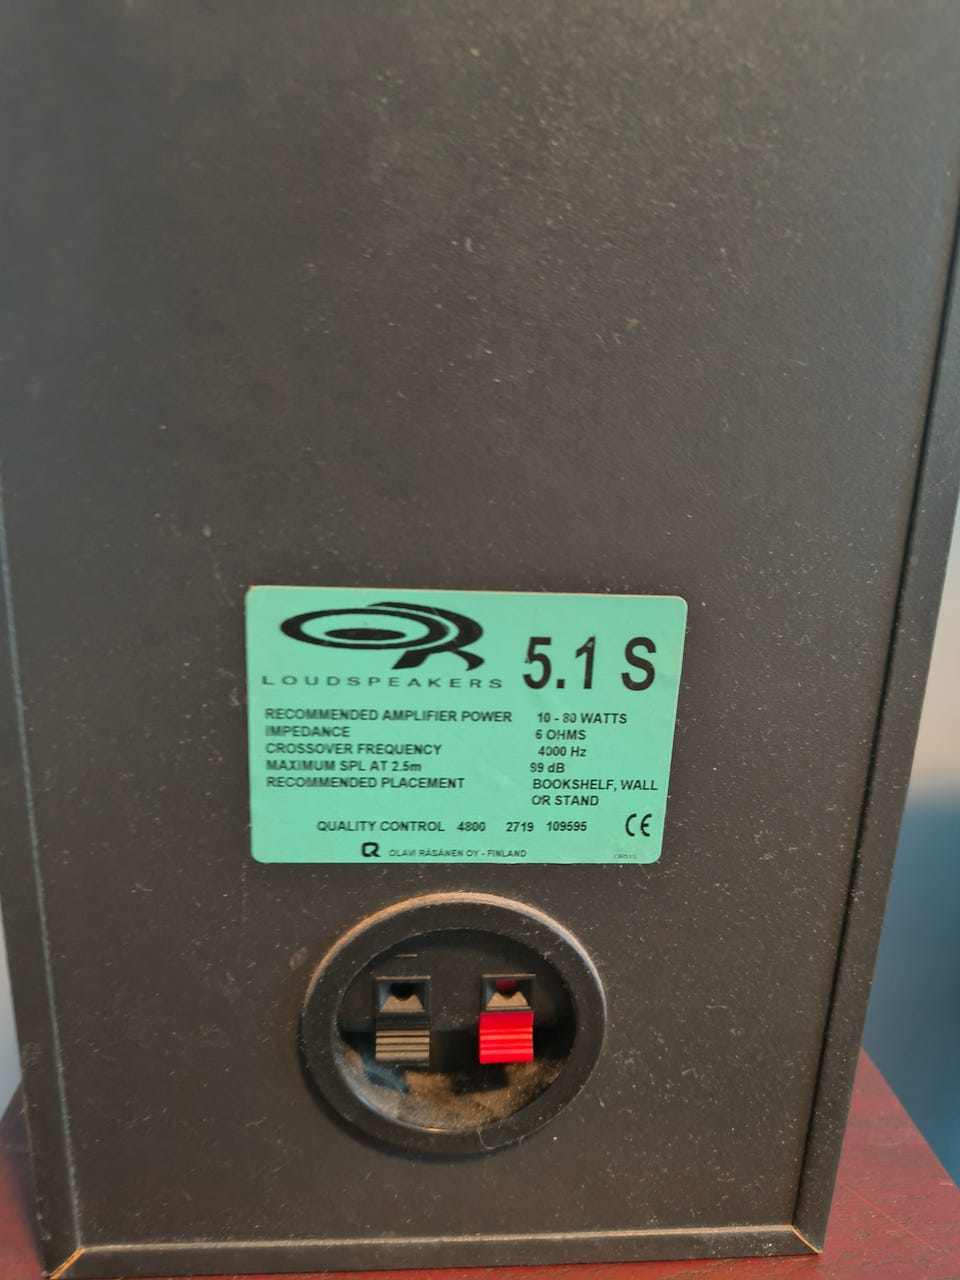 OR
LOUDSPEAKERS
5.1 S
RECOMMENDED AMPLIFIER POWER 10 - 80 WATTS
IMPEDANCE 6 OHMS
CROSSOVER FREQUENCY 4000 Hz
MAXIMUM SPL AT 2.5m 99 dB
RECOMMENDED PLACEMENT BOOKSHELF, WALL
OR STAND
QUALITY CONTROL 4800 2719 109595 CE
OLAVI RÄSÄNEN OY - FINLAND OR51S